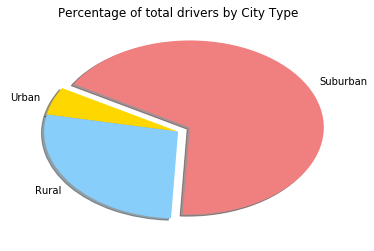 Percentage of total drivers by City Type
Suburban
Urban
Rural